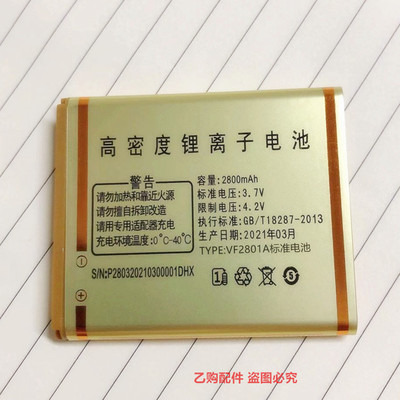 高密度锂离子电池
警告
请勿加热和靠近火源
请勿擅自拆卸改造
请用专用适配器充电
充电环境温度:0℃-40℃
容量:2800mAh
标准电压:3.7V
限制电压:4.2V
执行标准:GB/T18287-2013
生产日期:2021年03月
TYPE:VF2801A标准电池
S/N:P280320210300001DHX
乙购配件 盗图必究